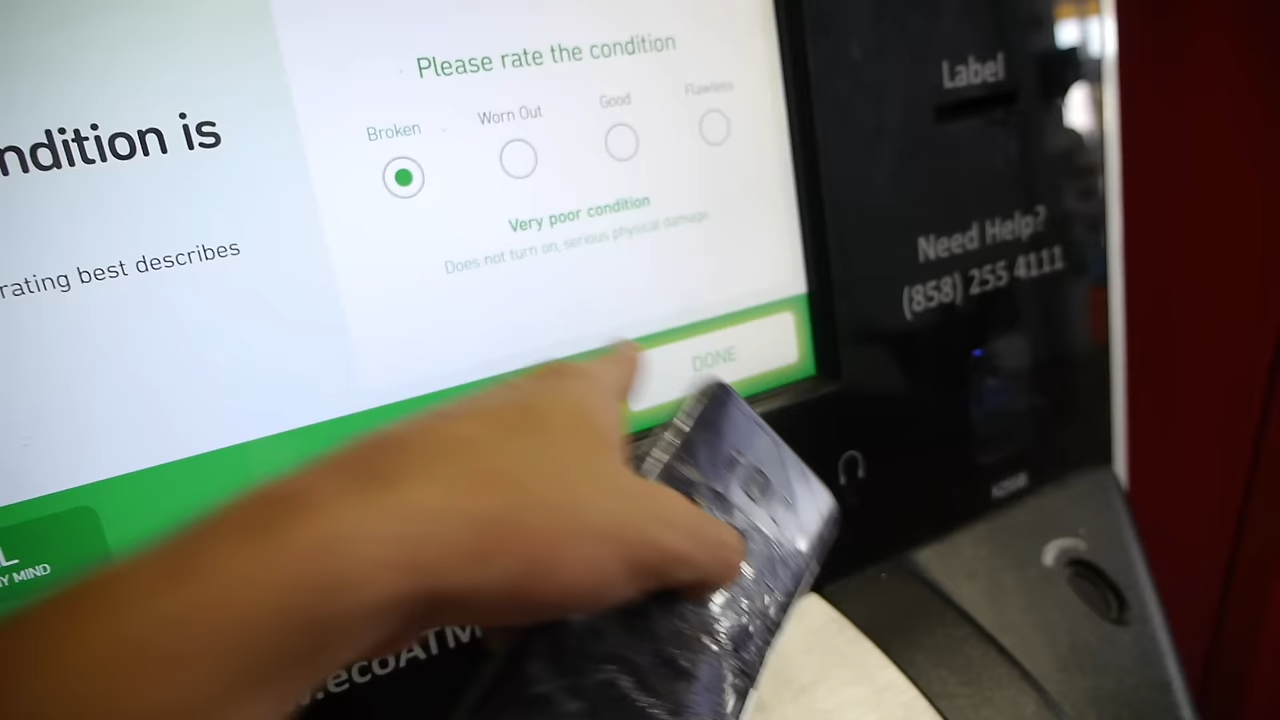 Please rate the condition
Broken
Worn Out
Good
Flawless
ndition is
Very poor condition
Does not turn on, serious physical damage
rating best describes
DONE
L
Y MIND
.ecoATM
Label
Need Help?
(858) 255 4111